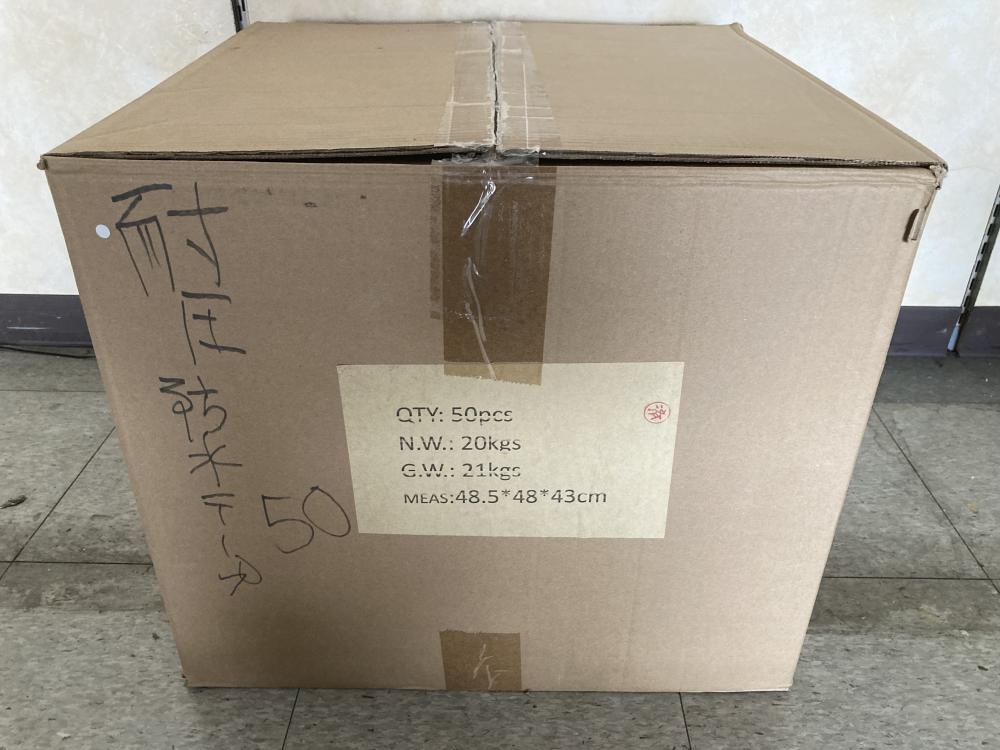 耐圧
50
QTY: 50pcs
N.W.: 20kgs
G.W.: 21kgs
MEAS:48.5*48*43cm